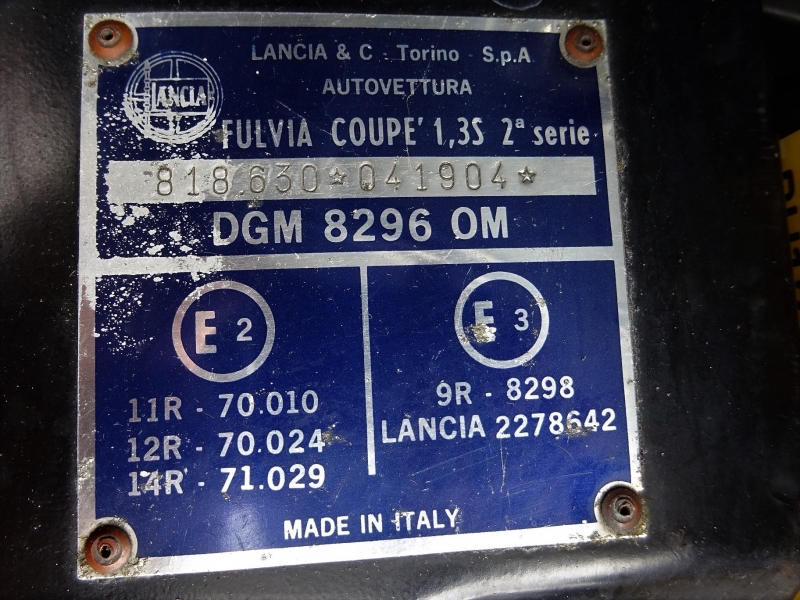 LANCIA & C - Torino - S.p.A
AUTOVETTURA
LANCIA
FULVIA COUPE' 1,3S 2ª serie
818.630*041904*
DGM 8296 OM
E 2
11R - 70.010
12R - 70.024
14R - 71.029
E 3
9R - 8298
LANCIA 2278642
MADE IN ITALY